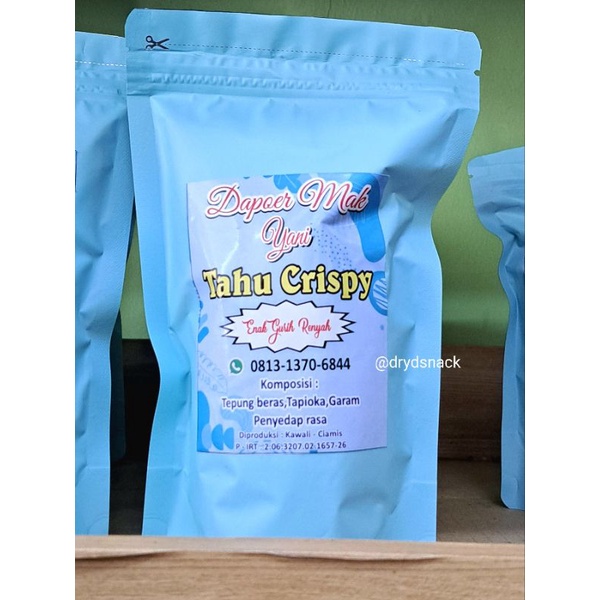 Dapoer Mak
Yani
Tahu Crispy
Enak Gurih Renyah
0813-1370-6844
@drydsnack
Komposisi :
Tepung beras,Tapioka,Garam
Penyedap rasa
Diproduksi : Kawali - Ciamis
P - IRT 2.06.3207.02.1657-26